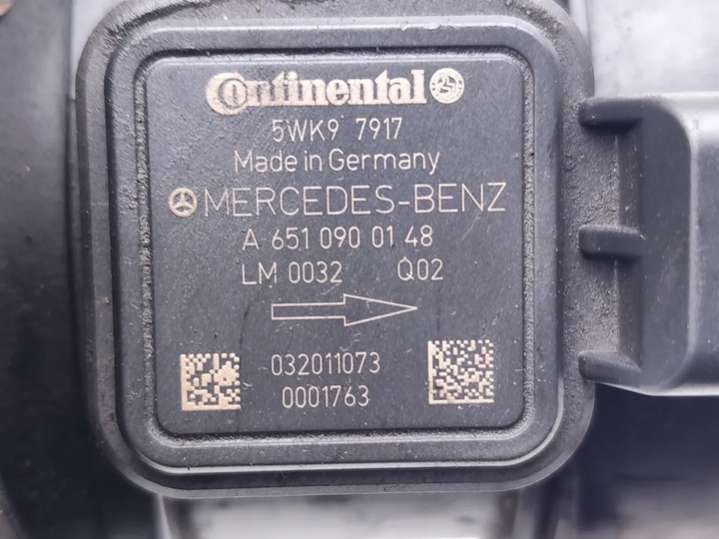 Continental
5WK9 7917
Made in Germany
MERCEDES-BENZ
A 651 090 01 48
LM 0032 Q02
032011073
0001763